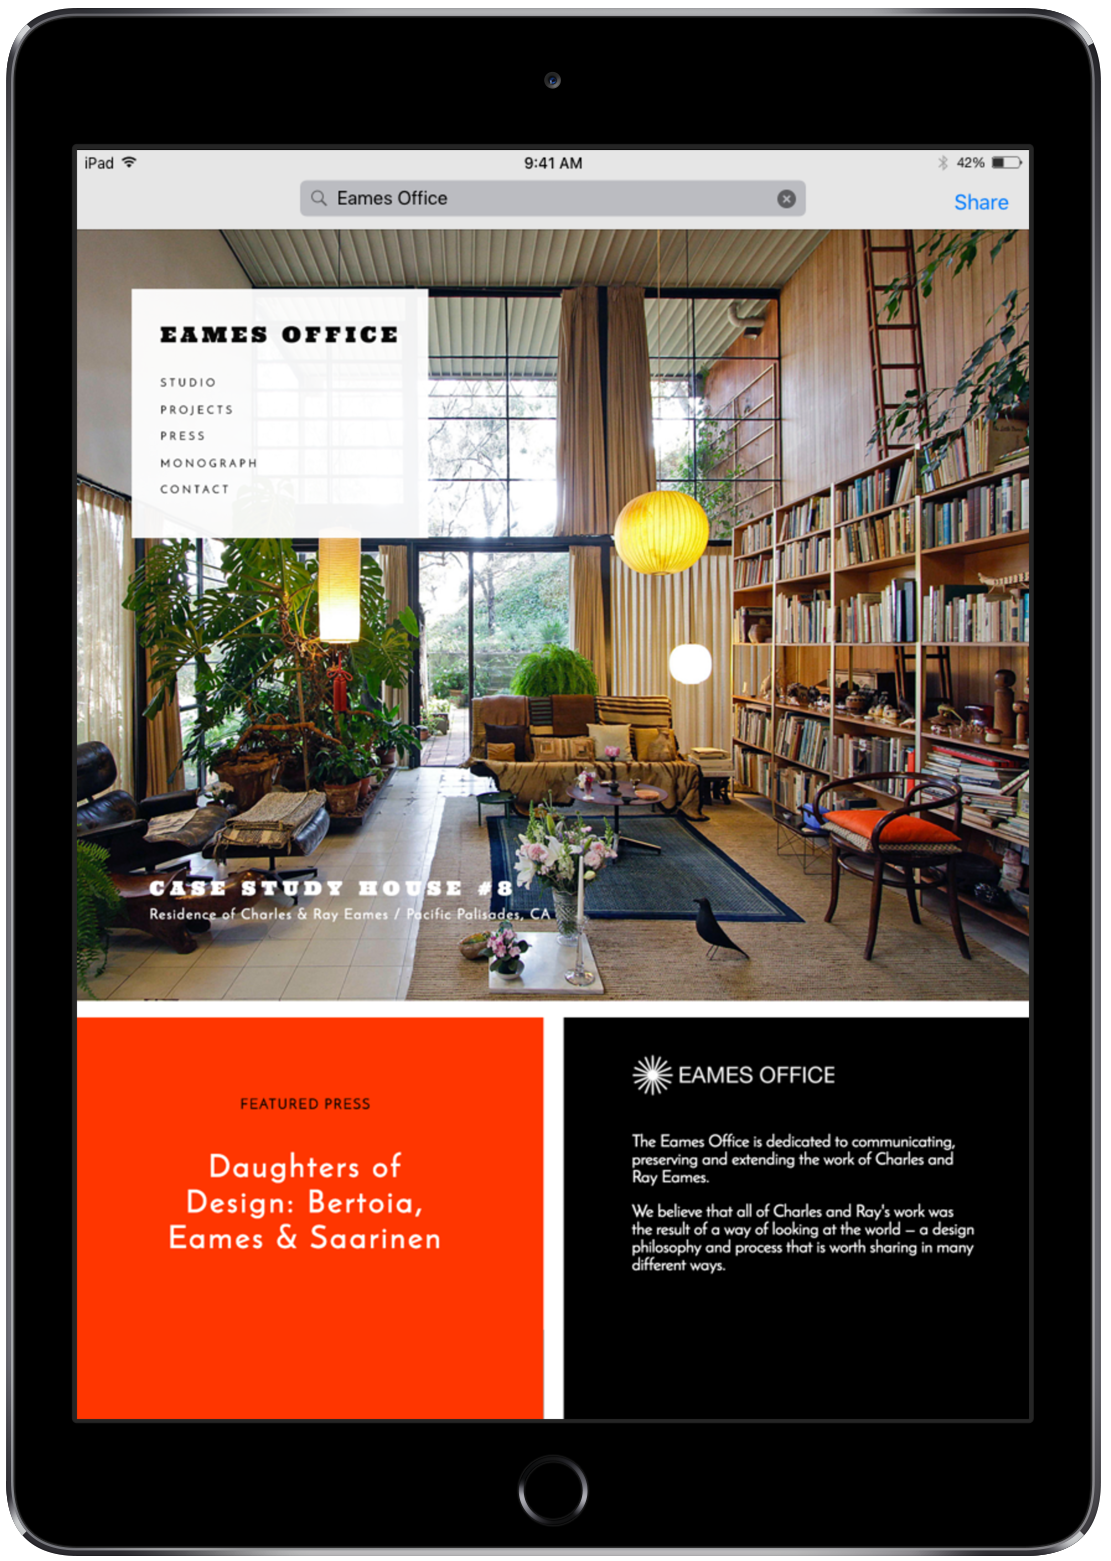 iPad
9:41 AM
42%
Eames Office
Share
EAMES OFFICE
STUDIO
PROJECTS
PRESS
MONOGRAPH
CONTACT
CASE STUDY HOUSE #8
Residence of Charles & Ray Eames / Pacific Palisades, CA
FEATURED PRESS
Daughters of
Design: Bertoia,
Eames & Saarinen
EAMES OFFICE
The Eames Office is dedicated to communicating,
preserving and extending the work of Charles and
Ray Eames.
We believe that all of Charles and Ray's work was
the result of a way of looking at the world – a design
philosophy and process that is worth sharing in many
different ways.